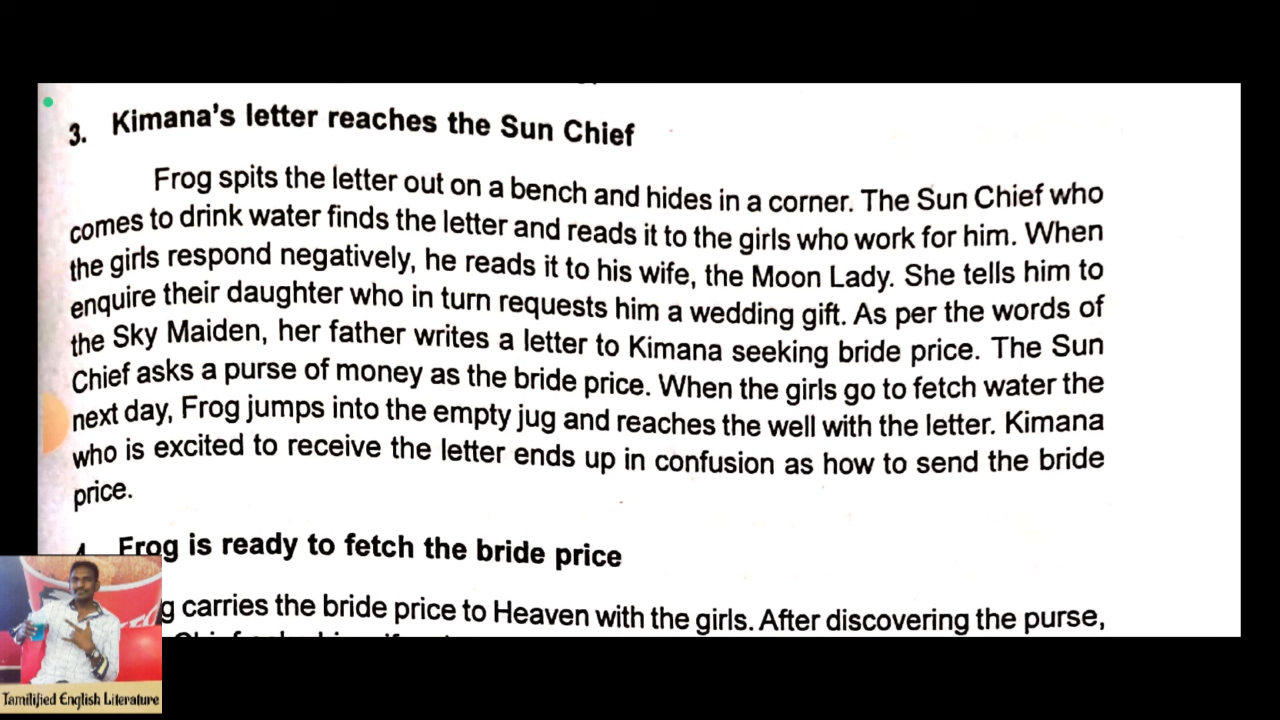 3. Kimana's letter reaches the Sun Chief
Frog spits the letter out on a bench and hides in a corner. The Sun Chief who
comes to drink water finds the letter and reads it to the girls who work for him. When
the girls respond negatively, he reads it to his wife, the Moon Lady. She tells him to
enquire their daughter who in turn requests him a wedding gift. As per the words of
the Sky Maiden, her father writes a letter to Kimana seeking bride price. The Sun
Chief asks a purse of money as the bride price. When the girls go to fetch water the
next day, Frog jumps into the empty jug and reaches the well with the letter. Kimana
who is excited to receive the letter ends up in confusion as how to send the bride
price.
Frog is ready to fetch the bride price
carries the bride price to Heaven with the girls. After discovering the purse,
Tamilified English Literature